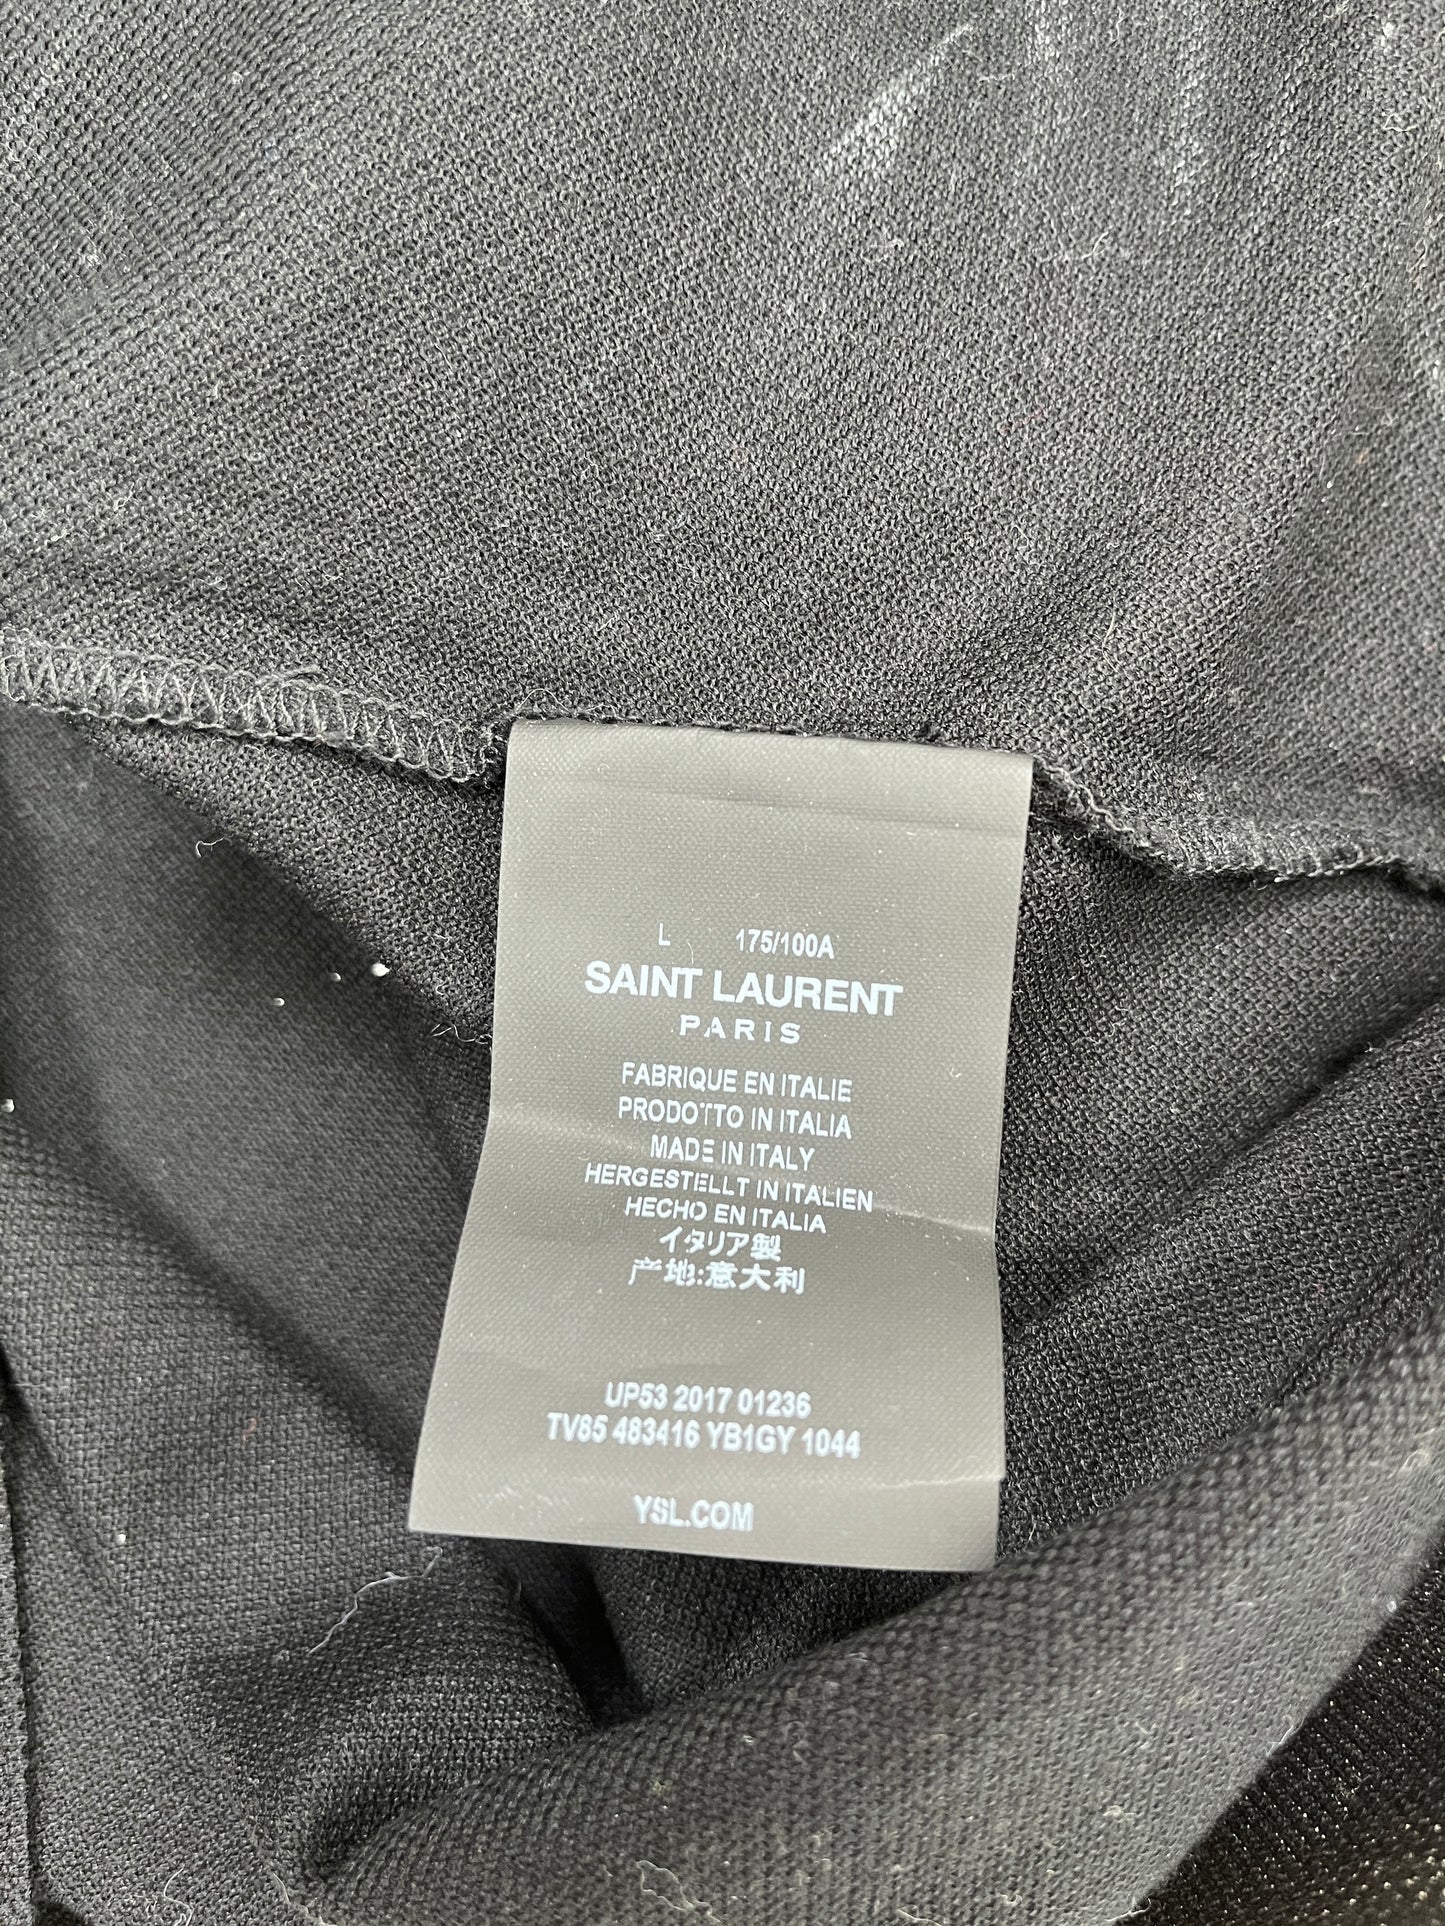 L 175/100A
SAINT LAURENT
PARIS
FABRIQUE EN ITALIE
PRODOTTO IN ITALIA
MADE IN ITALY
HERGESTELLT IN ITALIEN
HECHO EN ITALIA
イタリア製
产地:意大利
UP53 2017 01236
TV85 483416 YB1GY 1044
YSL.COM